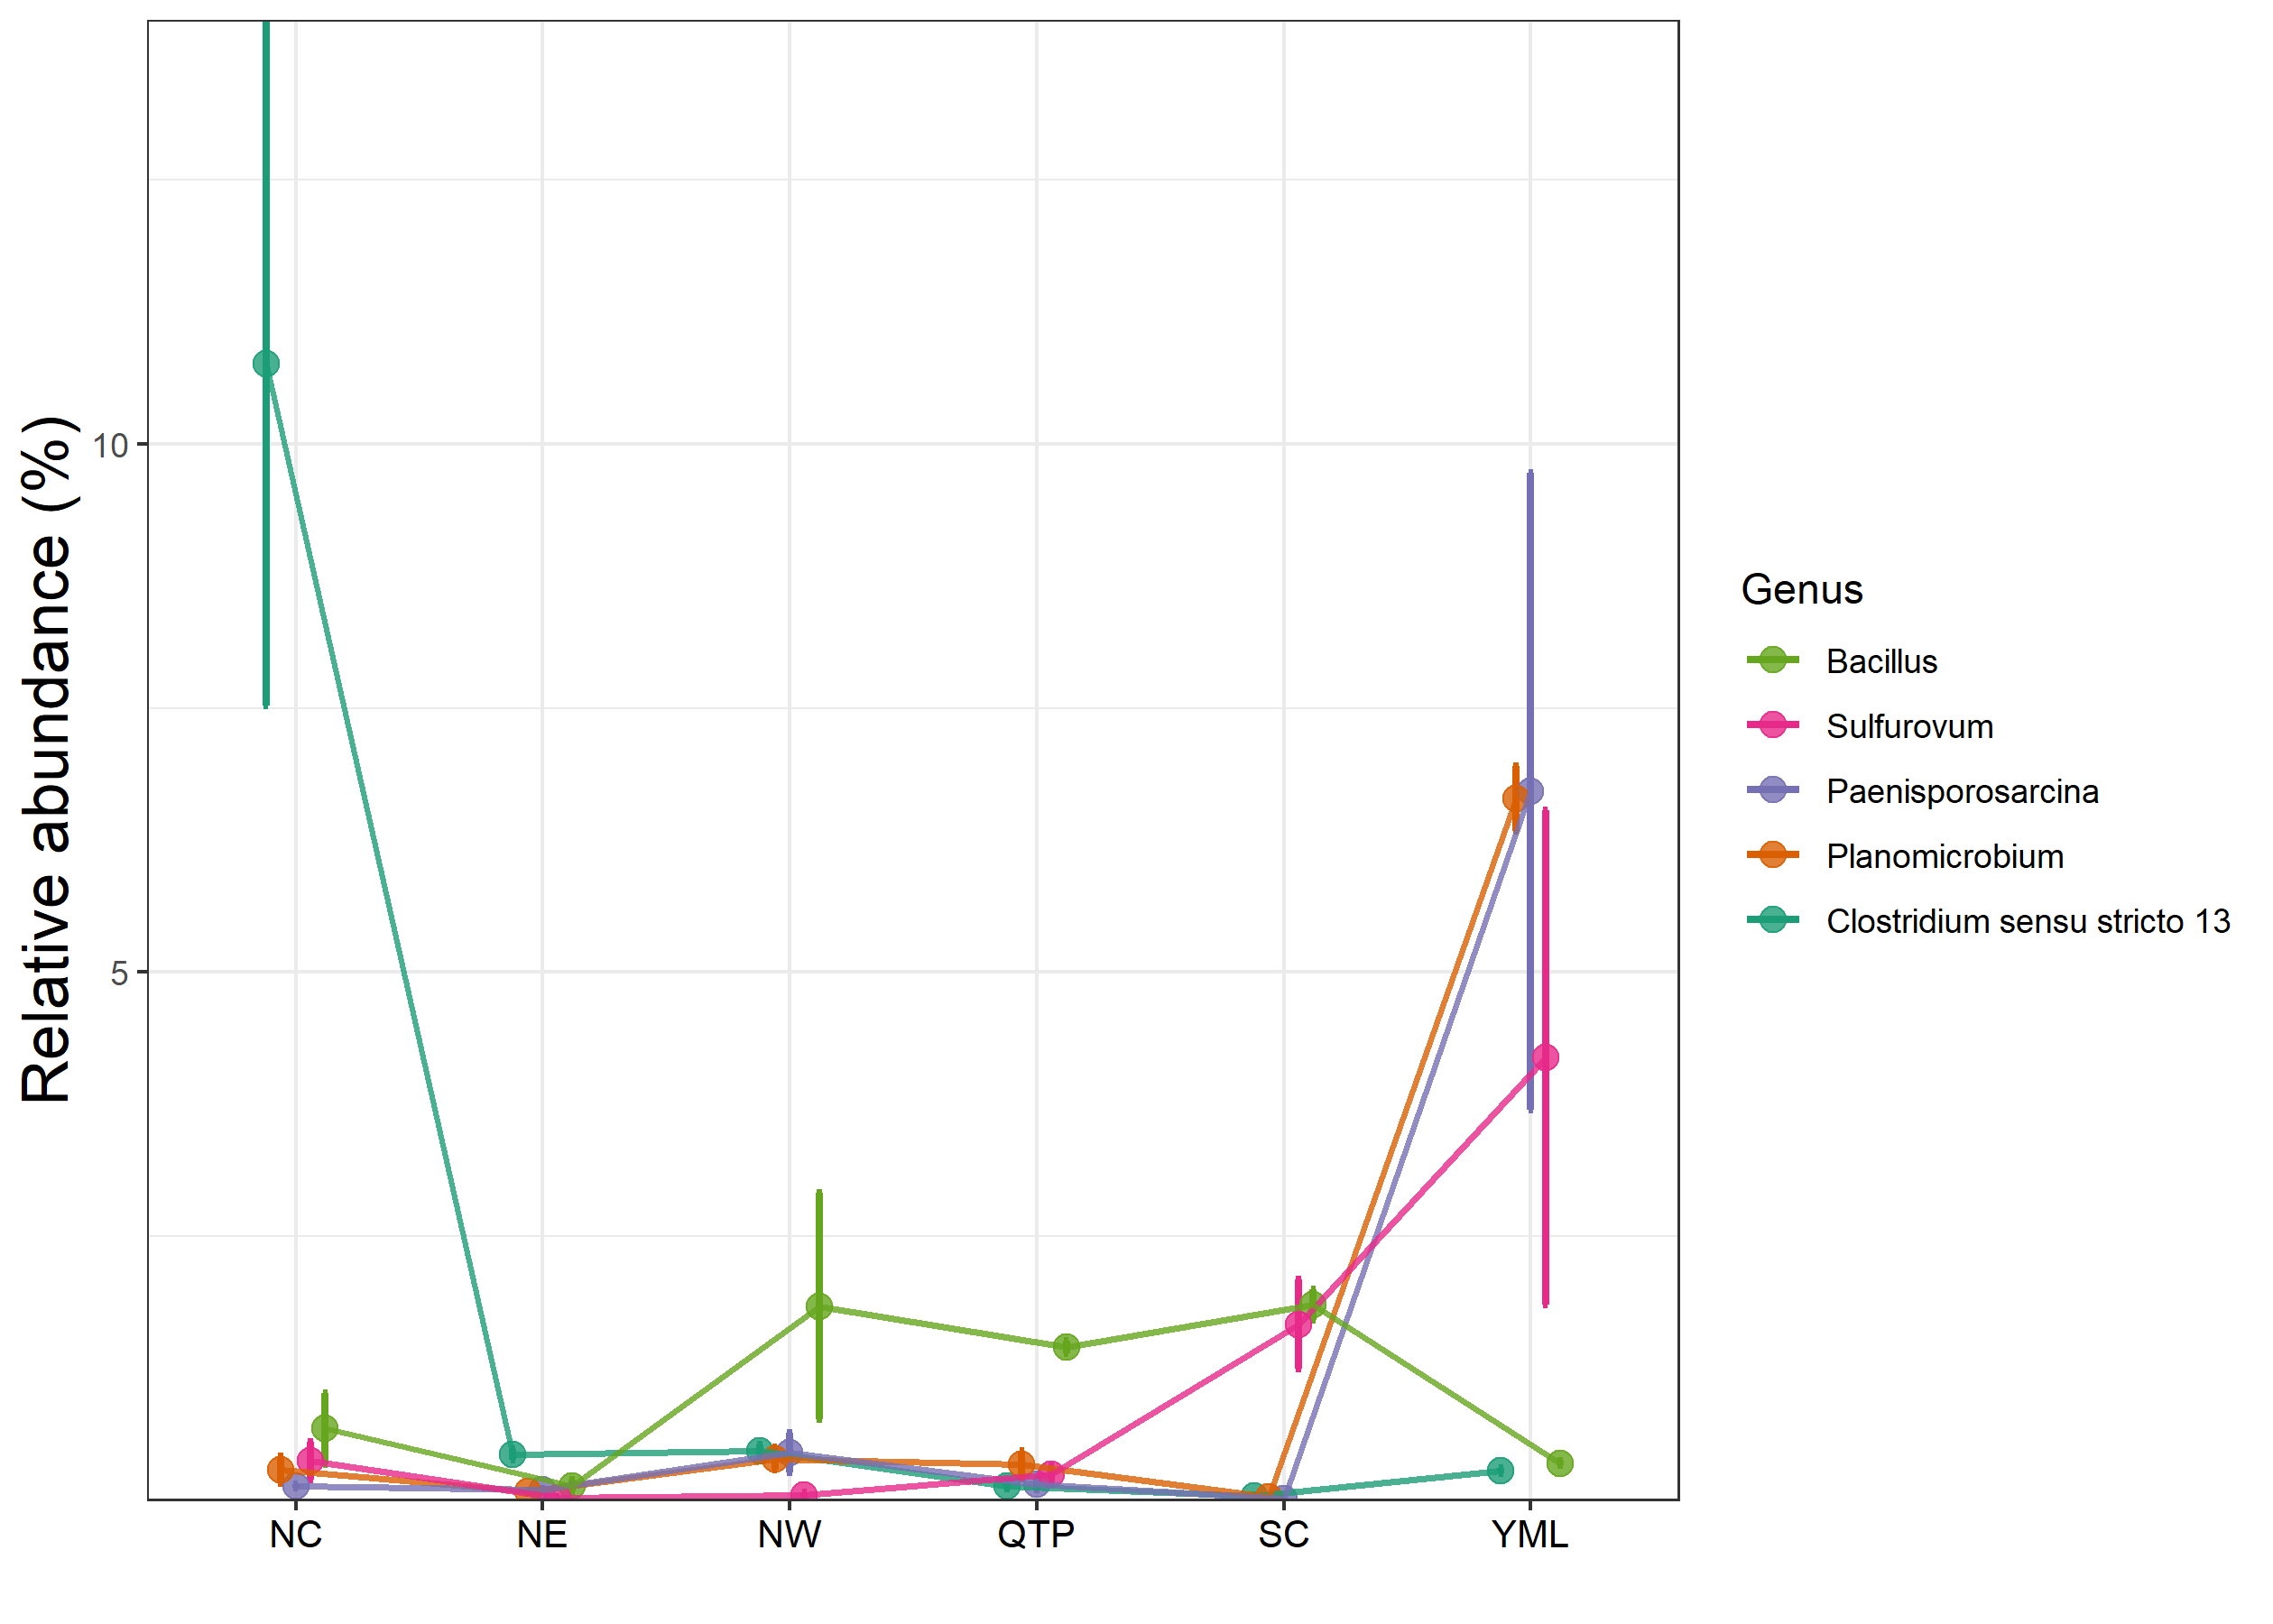 Relative abundance (%)
10
5
NC NE NW QTP SC YML
Genus
Bacillus
Sulfurovum
Paenisporosarcina
Planomicrobium
Clostridium sensu stricto 13